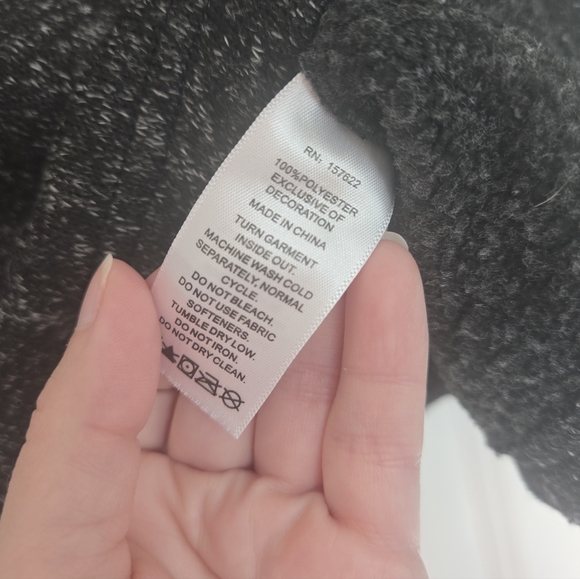 RN: 157622
100%POLYESTER
EXCLUSIVE OF
DECORATION
MADE IN CHINA
TURN GARMENT
INSIDE OUT.
MACHINE WASH COLD
SEPARATELY, NORMAL
CYCLE.
DO NOT BLEACH.
DO NOT USE FABRIC
SOFTENERS.
TUMBLE DRY LOW.
DO NOT IRON.
DO NOT DRY CLEAN.